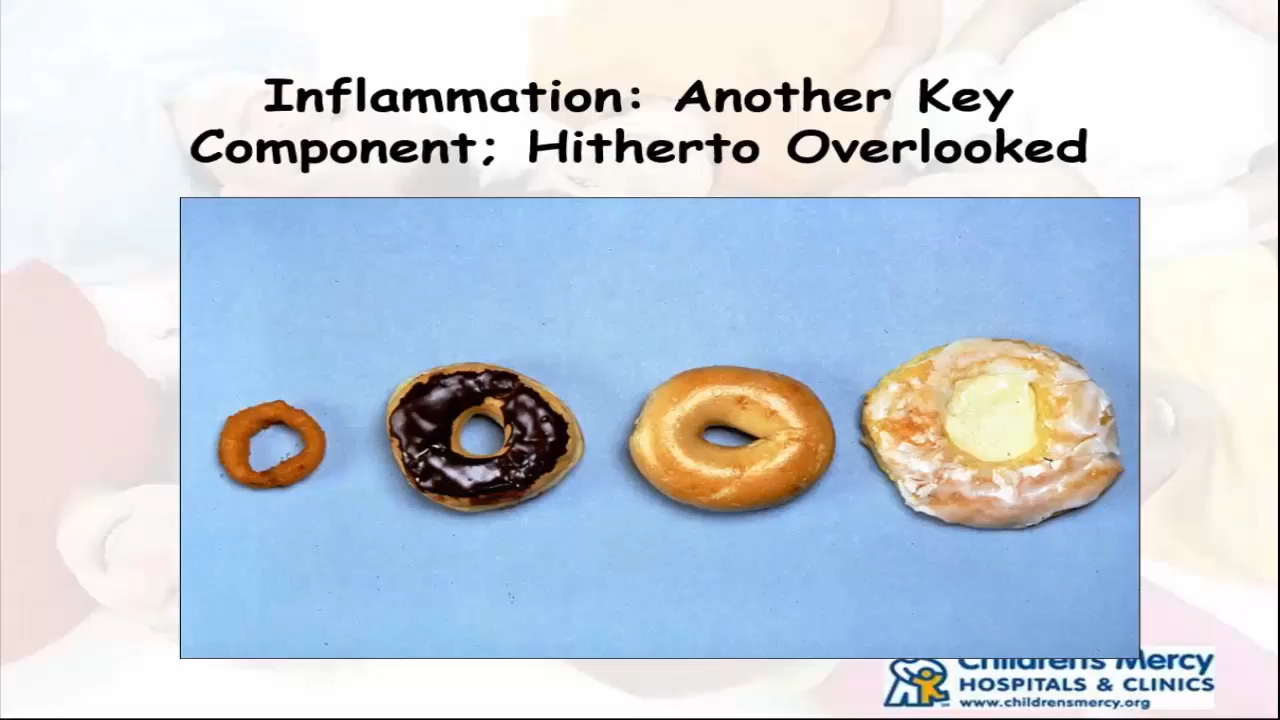 Inflammation: Another Key
Component; Hitherto Overlooked
Children's Mercy
HOSPITALS & CLINICS
www.childrensmercy.org